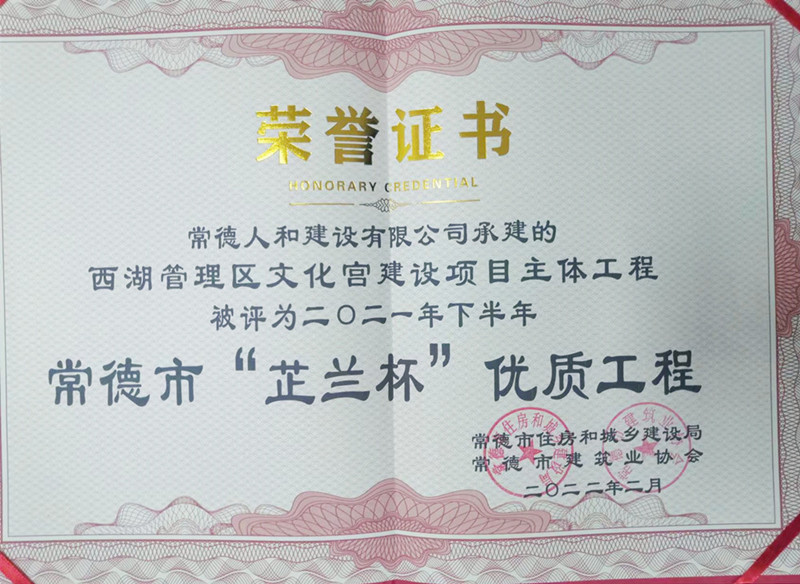 荣誉证书
HONORARY CREDENTIAL
常德人和建设有限公司承建的
西湖管理区文化宫建设项目主体工程
被评为二〇二一年下半年
常德市“芷兰杯”优质工程
常德市住房和城乡建设局
常德市建筑业协会
二〇二二年二月